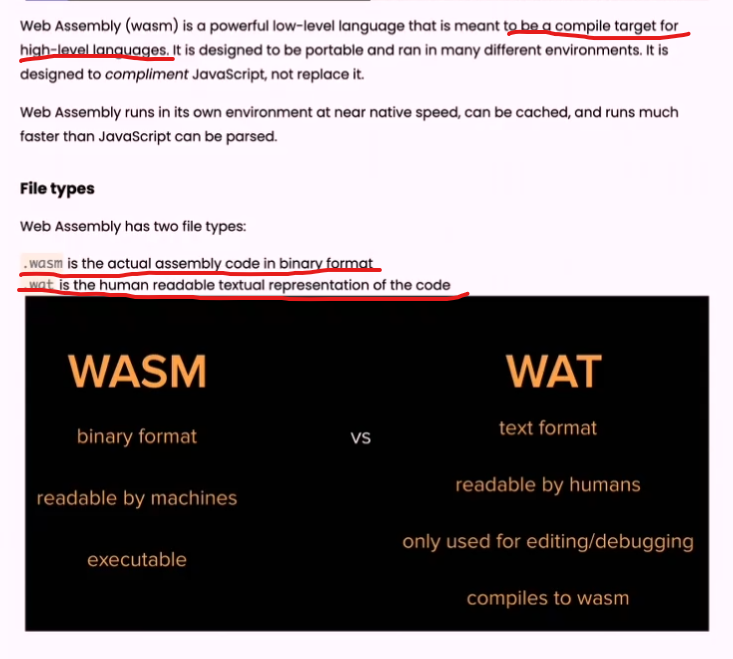 Web Assembly (wasm) is a powerful low-level language that is meant to be a compile target for
high-level languages. It is designed to be portable and ran in many different environments. It is
designed to compliment JavaScript, not replace it.
Web Assembly runs in its own environment at near native speed, can be cached, and runs much
faster than JavaScript can be parsed.
File types
Web Assembly has two file types:
.wasm is the actual assembly code in binary format
.wat is the human readable textual representation of the code
WASM
binary format
readable by machines
executable
vs
WAT
text format
readable by humans
only used for editing/debugging
compiles to wasm